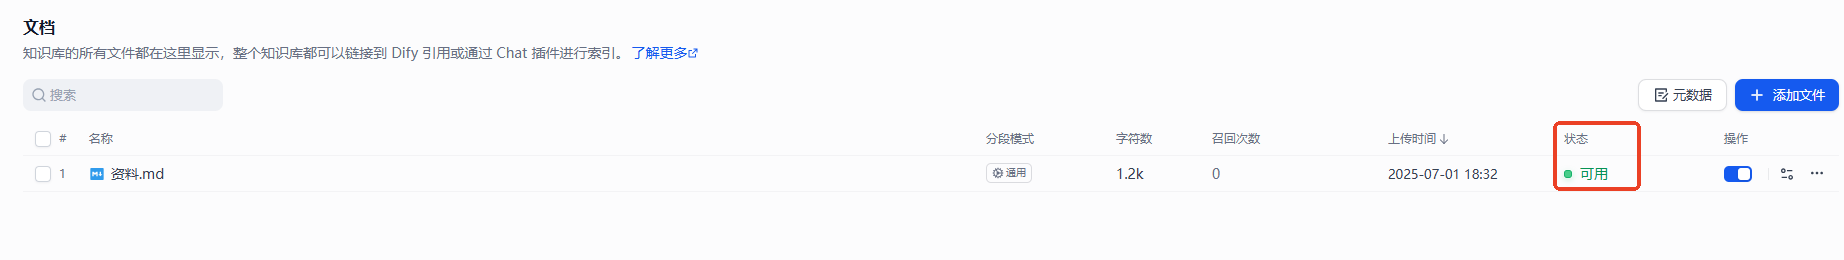 文档
知识库的所有文件都在这里显示，整个知识库都可以链接到 Dify 引用或通过 Chat 插件进行索引。 了解更多
搜索
元数据
添加文件
# 名称 分段模式 字符数 召回次数 上传时间 ↓ 状态 操作
1 资料.md 通用 1.2k 0 2025-07-01 18:32 可用